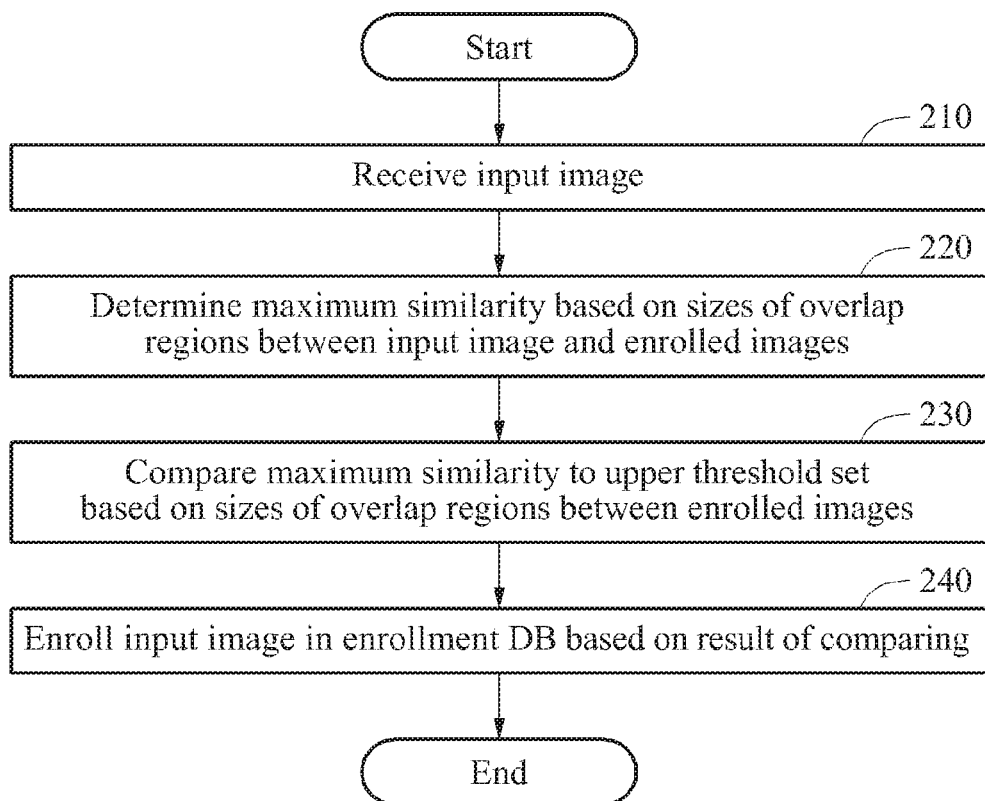 Start
210
Receive input image
220
Determine maximum similarity based on sizes of overlap
regions between input image and enrolled images
230
Compare maximum similarity to upper threshold set
based on sizes of overlap regions between enrolled images
240
Enroll input image in enrollment DB based on result of comparing
End